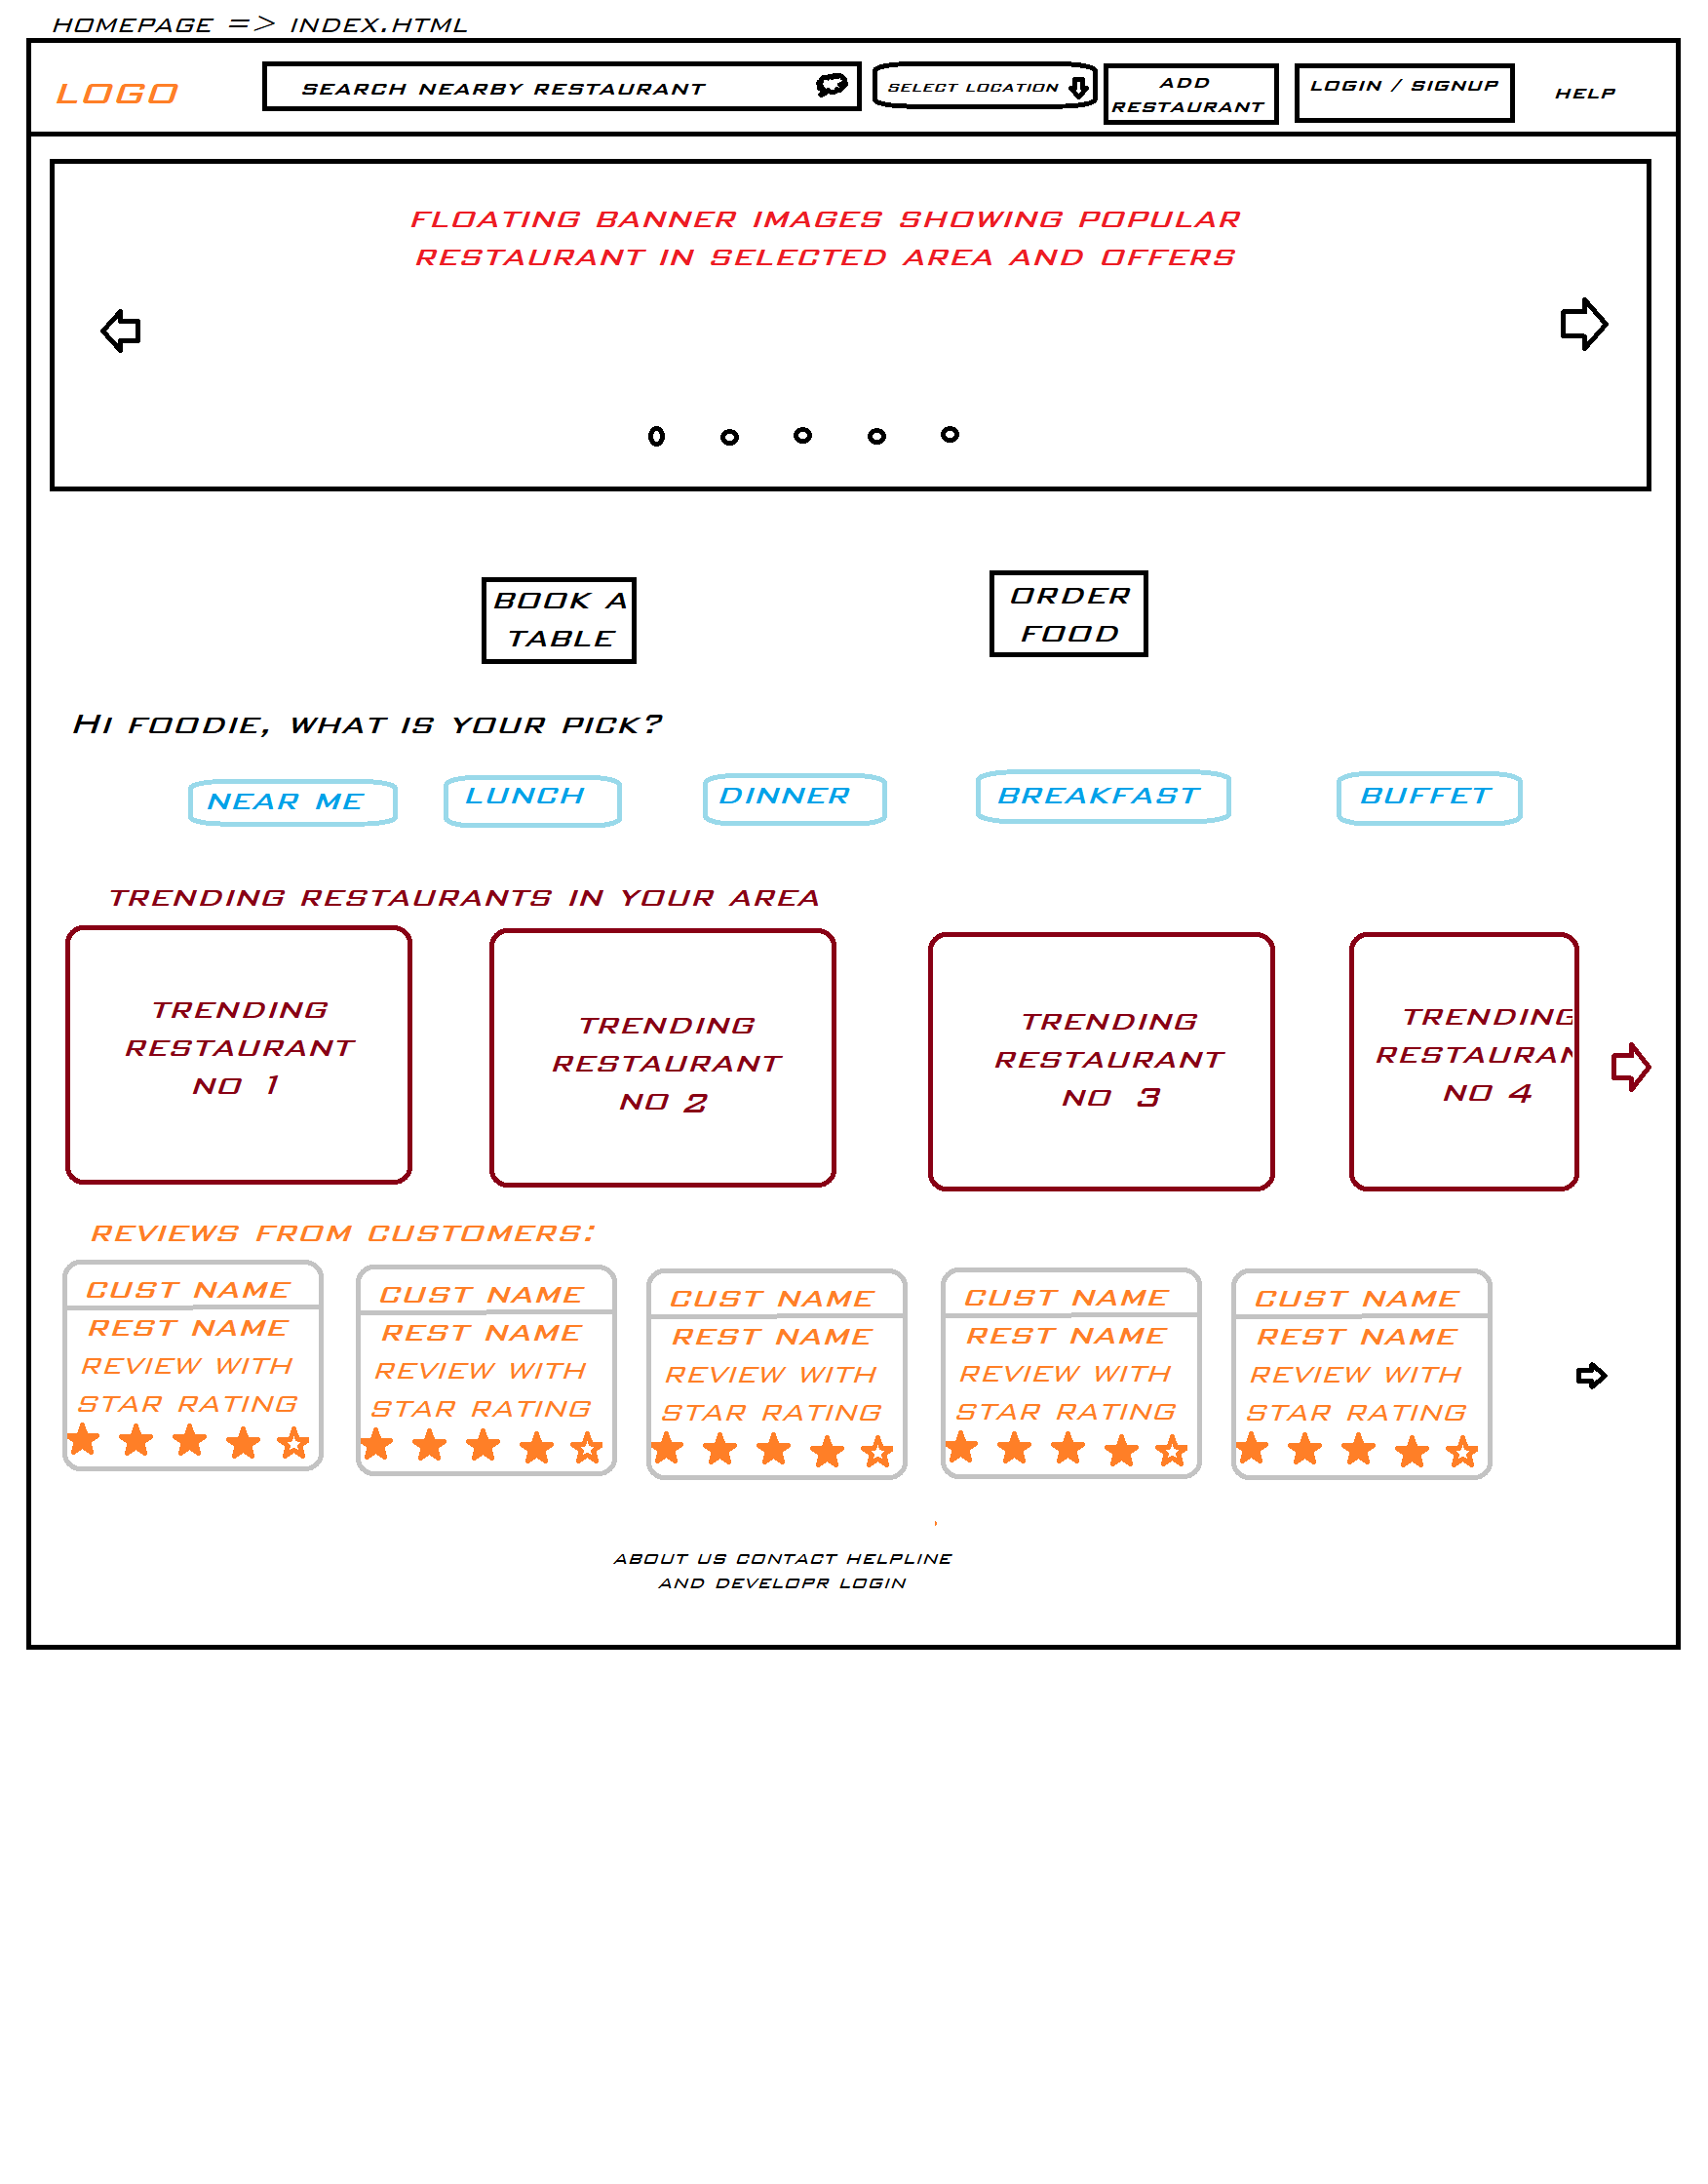 HOMEPAGE => INDEX.HTML
LOGO
SEARCH NEARBY RESTAURANT
SELECT LOCATION
ADD
RESTAURANT
LOGIN / SIGNUP
HELP
FLOATING BANNER IMAGES SHOWING POPULAR
RESTAURANT IN SELECTED AREA AND OFFERS
BOOK A
TABLE
ORDER
FOOD
HI FOODIE, WHAT IS YOUR PICK?
NEAR ME
LUNCH
DINNER
BREAKFAST
BUFFET
TRENDING RESTAURANTS IN YOUR AREA
TRENDING
RESTAURANT
NO 1
TRENDING
RESTAURANT
NO 2
TRENDING
RESTAURANT
NO 3
TRENDING
RESTAURAN
NO 4
REVIEWS FROM CUSTOMERS:
CUST NAME
REST NAME
REVIEW WITH
STAR RATING
CUST NAME
REST NAME
REVIEW WITH
STAR RATING
CUST NAME
REST NAME
REVIEW WITH
STAR RATING
CUST NAME
REST NAME
REVIEW WITH
STAR RATING
CUST NAME
REST NAME
REVIEW WITH
STAR RATING
ABOUT US CONTACT HELPLINE
AND DEVELOPR LOGIN